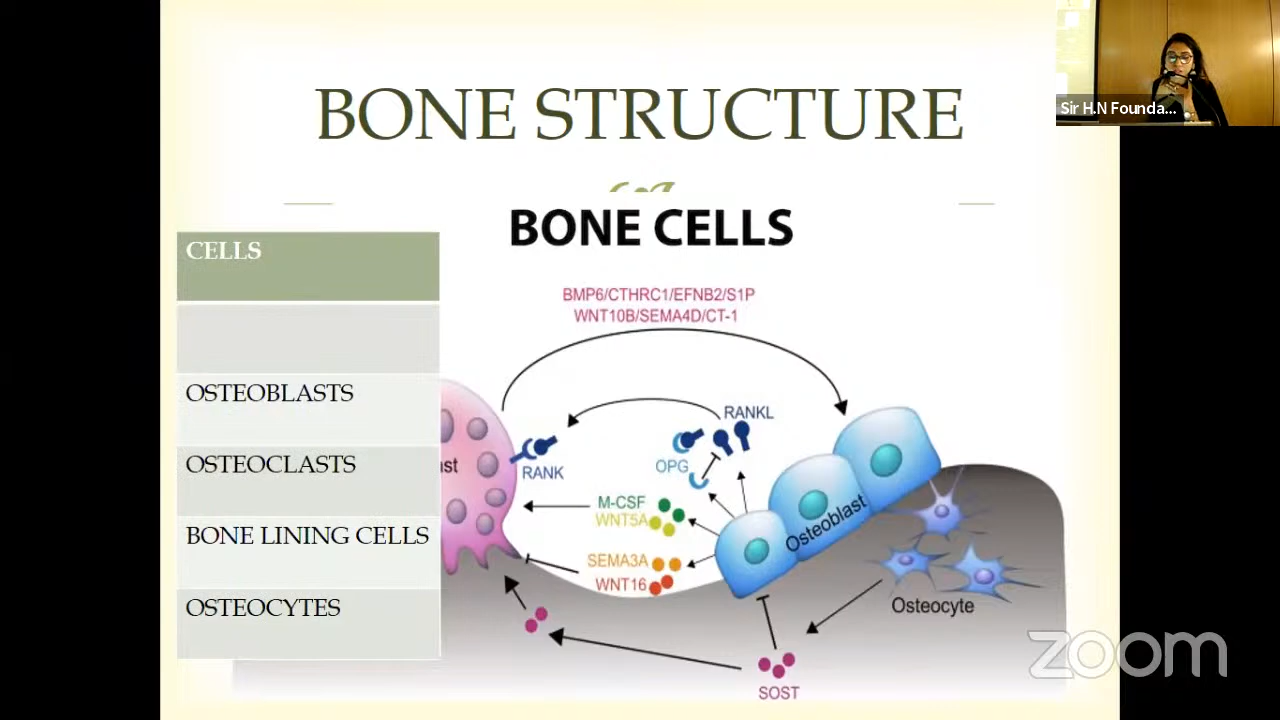 BONE STRUCTURE
Sir H.N Founda...
BONE CELLS
CELLS
OSTEOBLASTS
OSTEOCLASTS
BONE LINING CELLS
OSTEOCYTES
BMP6/CTHRC1/EFNB2/S1P
WNT10B/SEMA4D/CT-1
RANKL
RANK
OPG
ast
M-CSF
WNT5A
SEMA3A
WNT16
Osteoblast
Osteocyte
SOST
zoom